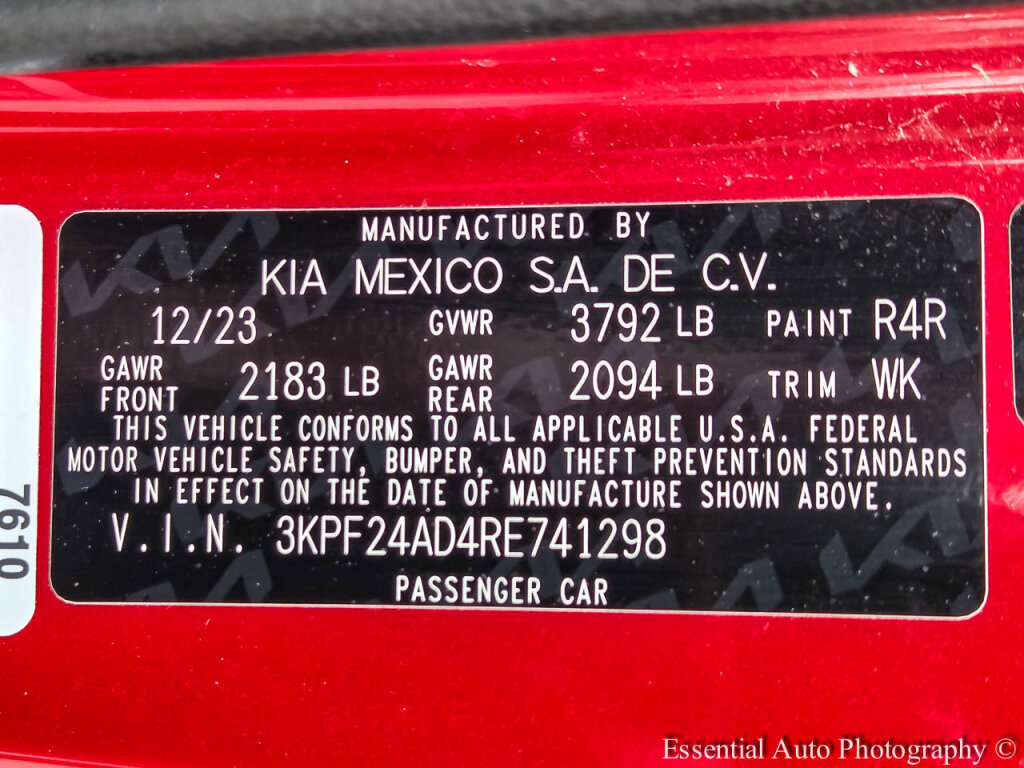 MANUFACTURED BY
KIA MEXICO S.A. DE C.V.
12/23 GVWR 3792 LB PAINT R4R
GAWR FRONT 2183 LB GAWR REAR 2094 LB TRIM WK
THIS VEHICLE CONFORMS TO ALL APPLICABLE U.S.A. FEDERAL
MOTOR VEHICLE SAFETY, BUMPER, AND THEFT PREVENTION STANDARDS
IN EFFECT ON THE DATE OF MANUFACTURE SHOWN ABOVE.
V.I.N. 3KPF24AD4RE741298
PASSENGER CAR
7610
Essential Auto Photography ©